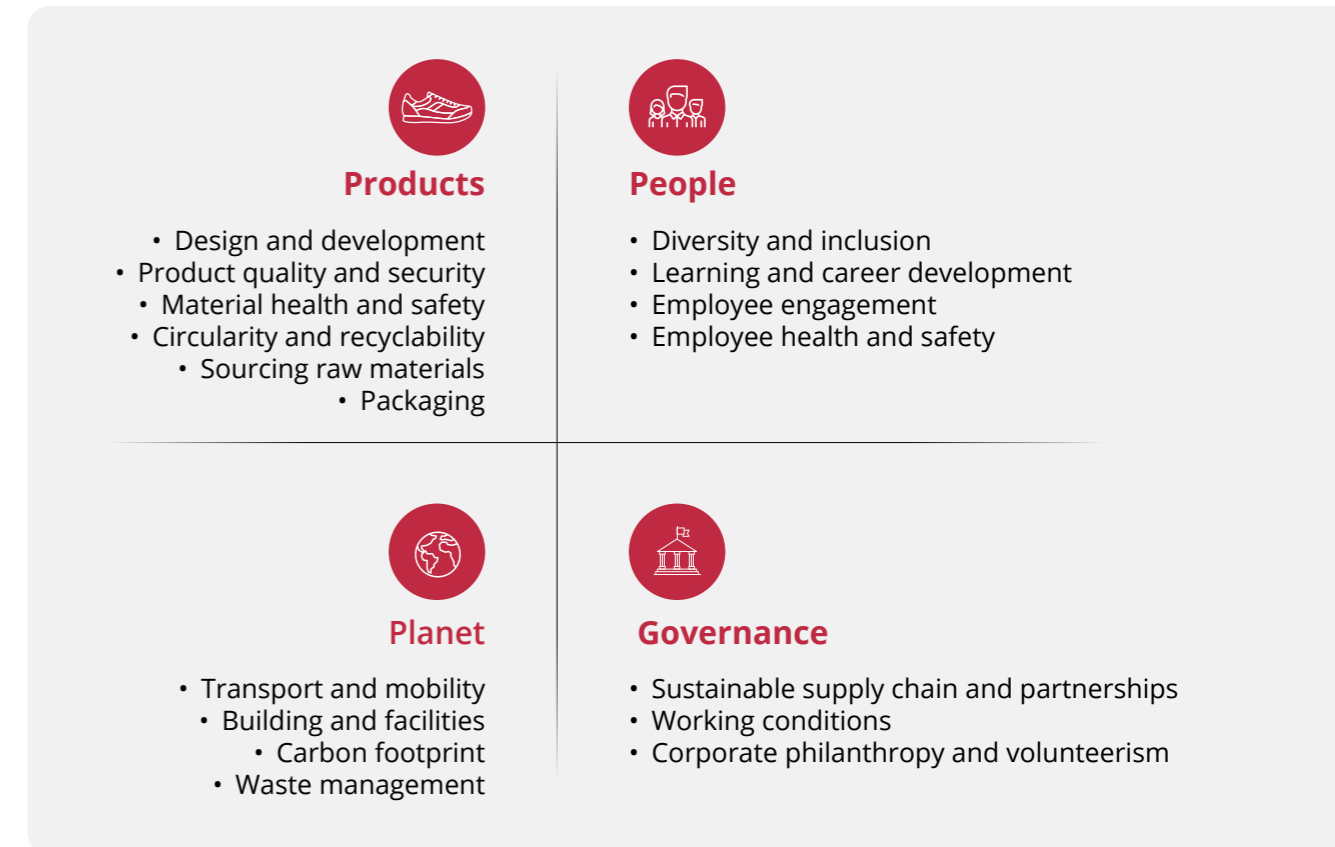 Products
• Design and development
• Product quality and security
• Material health and safety
• Circularity and recyclability
• Sourcing raw materials
• Packaging
People
• Diversity and inclusion
• Learning and career development
• Employee engagement
• Employee health and safety
Planet
• Transport and mobility
• Building and facilities
• Carbon footprint
• Waste management
Governance
• Sustainable supply chain and partnerships
• Working conditions
• Corporate philanthropy and volunteerism